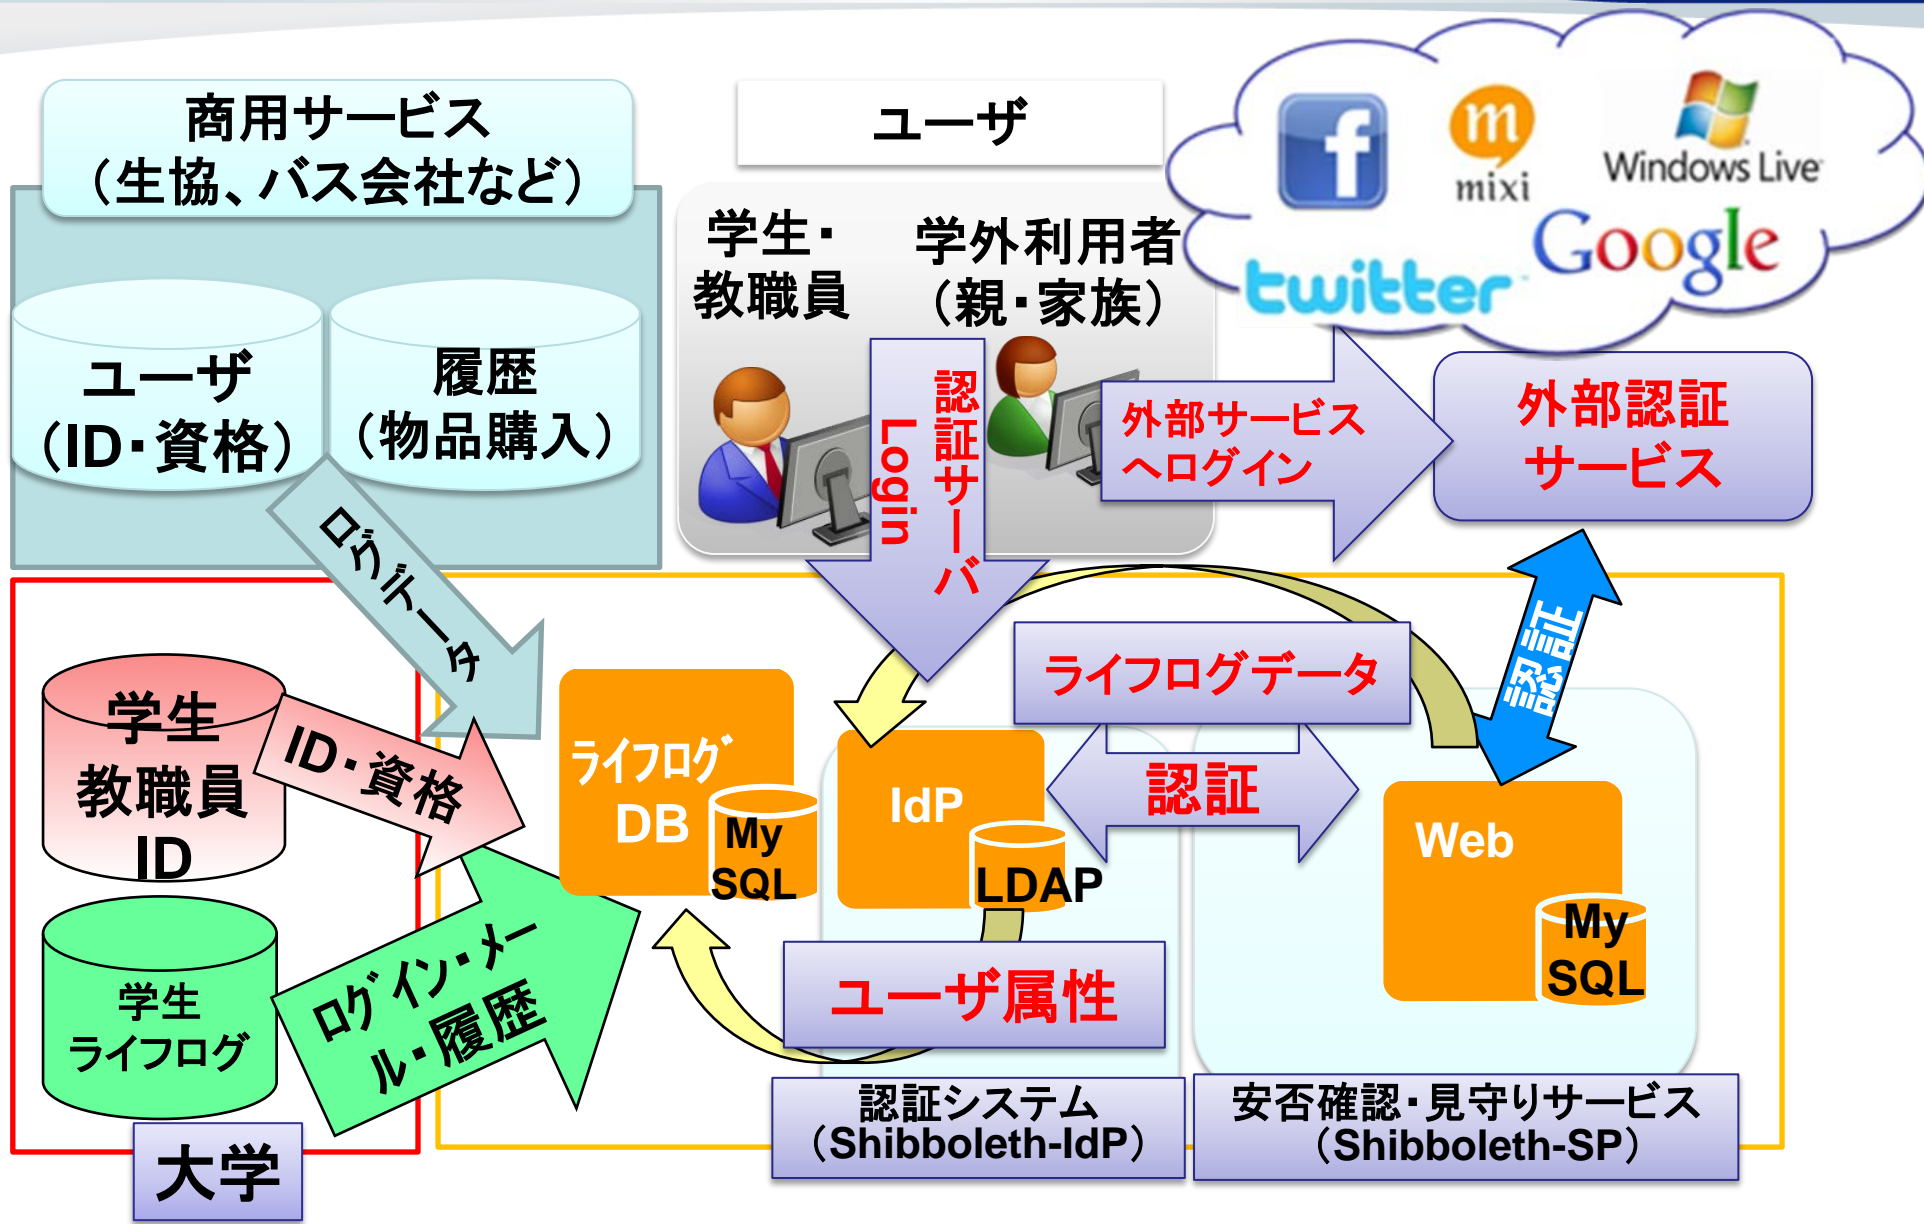 商用サービス
（生協、バス会社など）
ユーザ
（ID・資格）
履歴
（物品購入）
ログデータ
ユーザ
学生・
教職員
学外利用者
（親・家族）
認証サーバ
Login
外部サービス
へログイン
f
mixi
Windows Live
twitter
Google
外部認証
サービス
認証
学生
教職員
ID
ID・資格
学生
ライフログ
ログイン・メー
ル・履歴
大学
ライフログ
DB
My
SQL
IdP
LDAP
ライフログデータ
認証
Web
My
SQL
ユーザ属性
認証システム
（Shibboleth-IdP）
安否確認・見守りサービス
（Shibboleth-SP）